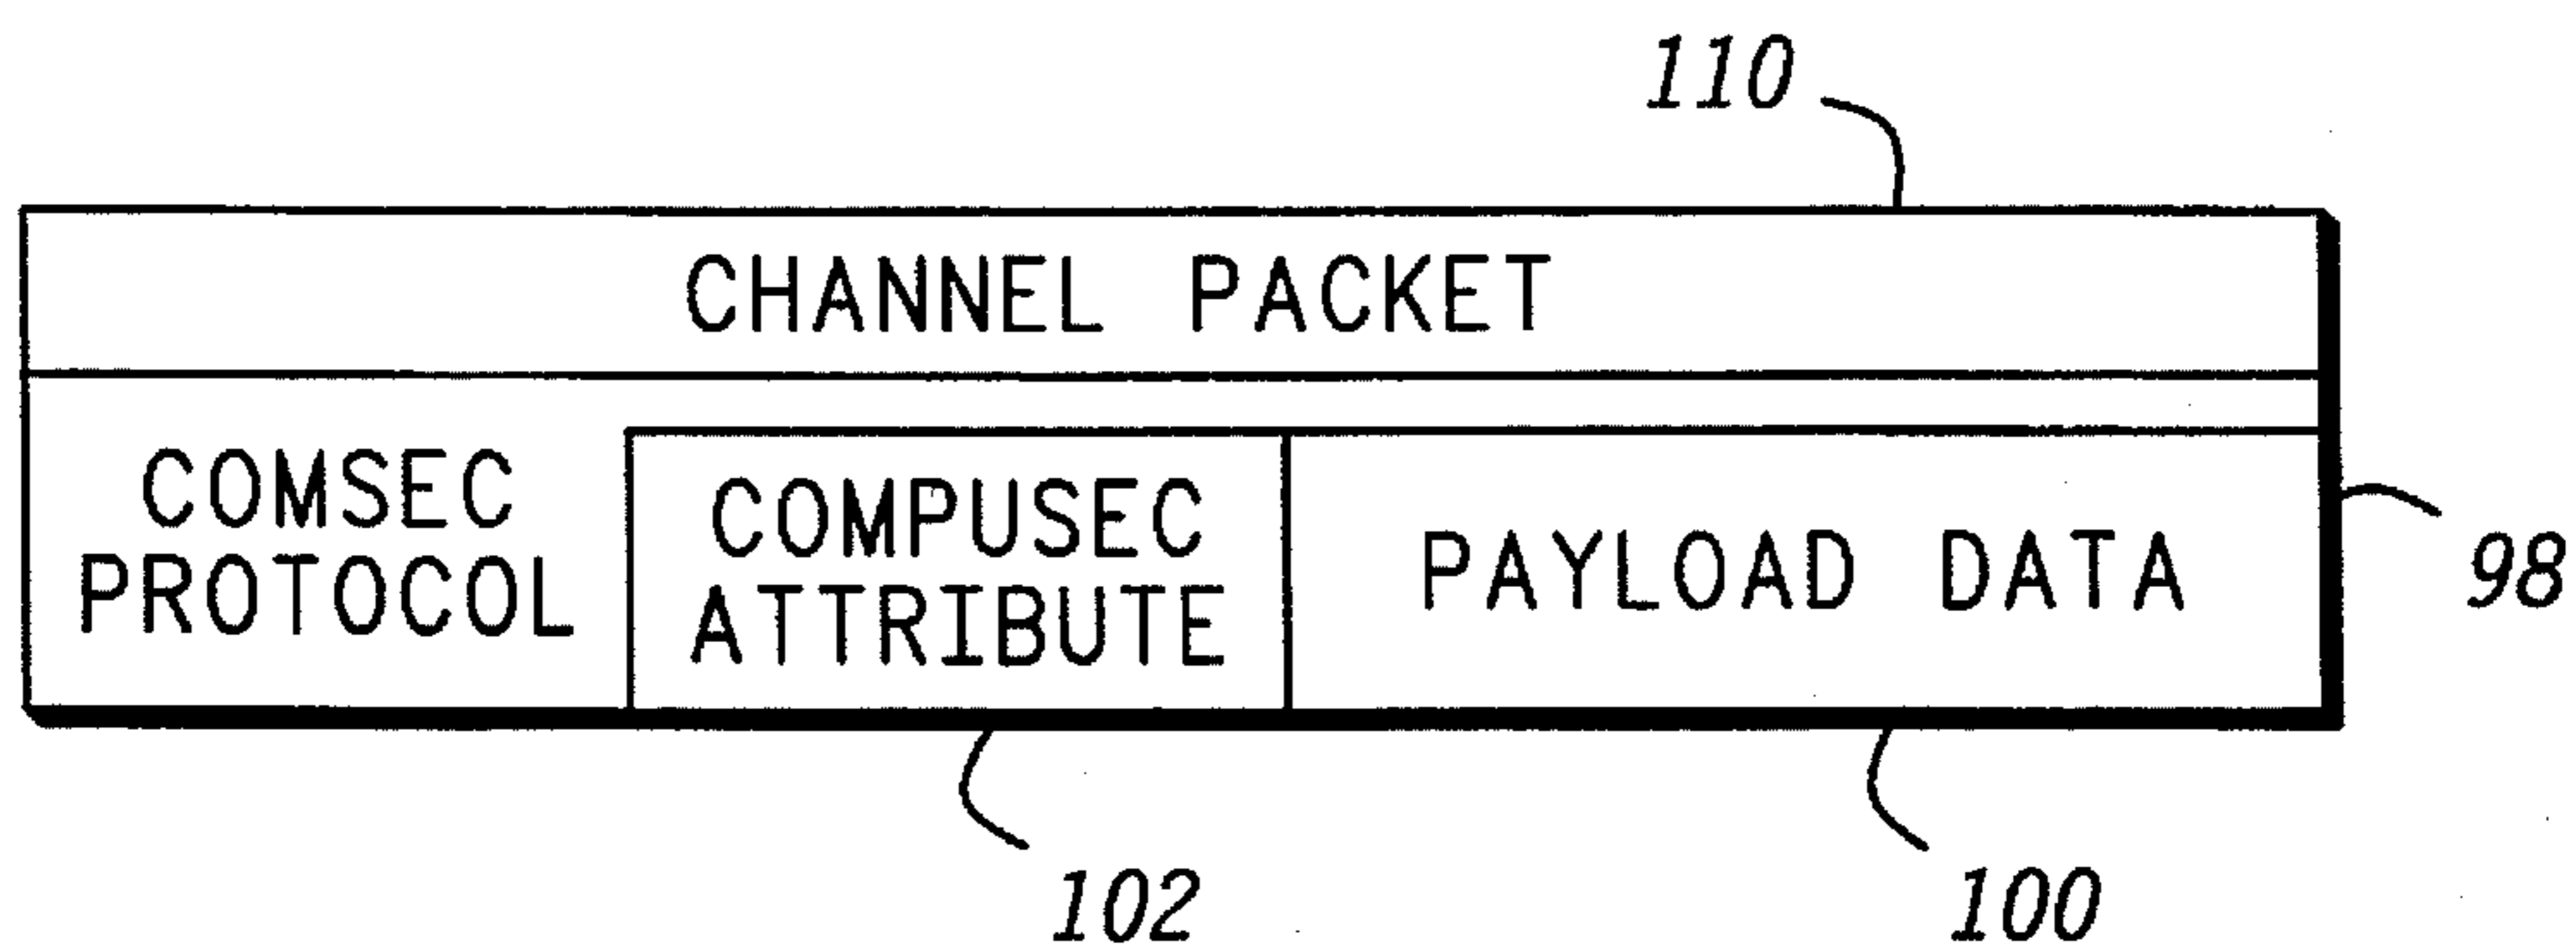 110
CHANNEL PACKET
COMSEC
PROTOCOL
COMPUSEC
ATTRIBUTE
PAYLOAD DATA
98
102
100